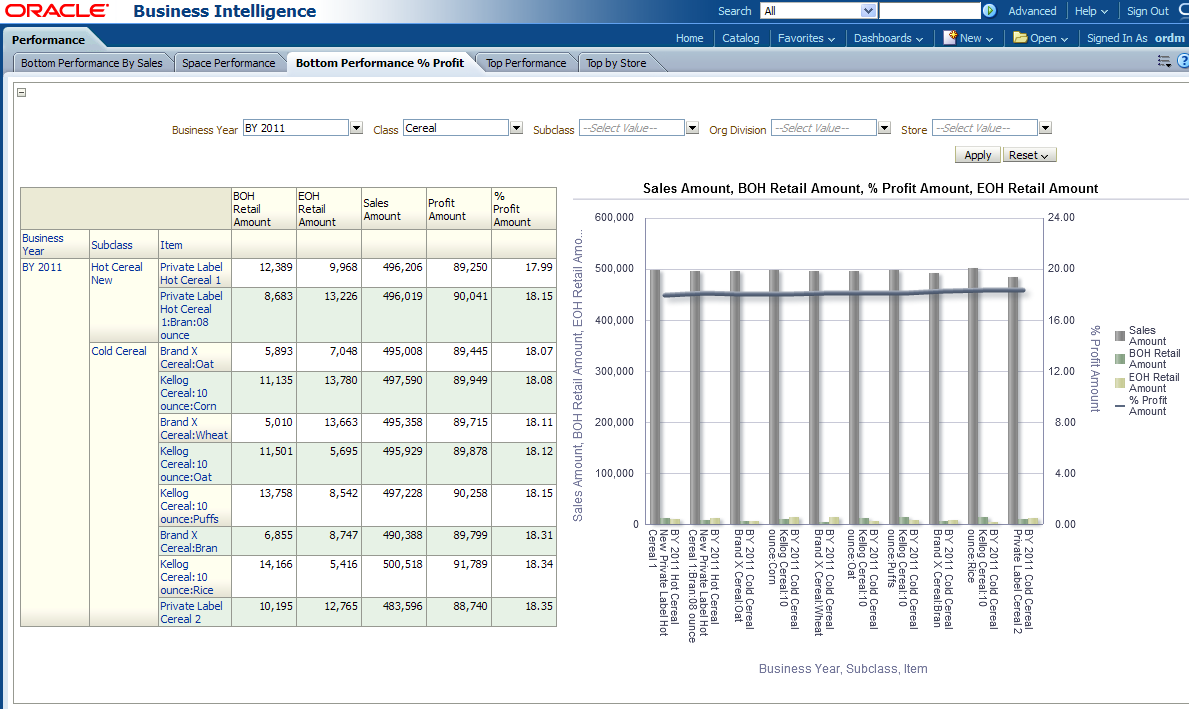 ORACLE Business Intelligence
Search All Advanced Help Sign Out
Performance
Home Catalog Favorites Dashboards New Open Signed In As ordm
Bottom Performance By Sales Space Performance Bottom Performance % Profit Top Performance Top by Store
Business Year BY 2011 Class Cereal Subclass --Select Value-- Org Division --Select Value-- Store --Select Value--
Apply Reset
BOH
Retail
Amount
EOH
Retail
Amount
Sales
Amount
Profit
Amount
%
Profit
Amount
Business
Year
Subclass
Item
BY 2011
Hot Cereal
New
Private Label
Hot Cereal 1
12,389 9,968 496,206 89,250 17.99
Private Label
Hot Cereal
1:Bran:08
ounce
8,683 13,226 496,019 90,041 18.15
Cold Cereal
Brand X
Cereal:Oat
5,893 7,048 495,008 89,445 18.07
Kellog
Cereal:10
ounce:Corn
11,135 13,780 497,590 89,949 18.08
Brand X
Cereal:Wheat
5,010 13,663 495,358 89,715 18.11
Kellog
Cereal:10
ounce:Oat
11,501 5,695 495,929 89,878 18.12
Kellog
Cereal:10
ounce:Puffs
13,758 8,542 497,228 90,258 18.15
Brand X
Cereal:Bran
6,855 8,747 490,388 89,799 18.31
Kellog
Cereal:10
ounce:Rice
14,166 5,416 500,518 91,789 18.34
Private Label
Cereal 2
10,195 12,765 483,596 88,740 18.35
Sales Amount, BOH Retail Amount, % Profit Amount, EOH Retail Amount
Sales Amount, BOH Retail Amount, EOH Retail Amo...
600,000
500,000
400,000
300,000
200,000
100,000
0
24.00
20.00
16.00
12.00
8.00
4.00
0.00
% Profit Amount
Sales
Amount
BOH Retail
Amount
EOH Retail
Amount
% Profit
Amount
BY 2011 Hot Cereal
New Private Label Hot
Cereal 1
BY 2011 Hot Cereal
New Private Label Hot
Cereal 1:Bran:08 ounce
BY 2011 Cold Cereal
Brand X Cereal:Oat
BY 2011 Cold Cereal
Kellog Cereal:10
ounce:Corn
BY 2011 Cold Cereal
Brand X Cereal:Wheat
BY 2011 Cold Cereal
Kellog Cereal:10
ounce:Oat
BY 2011 Cold Cereal
Kellog Cereal:10
ounce:Puffs
BY 2011 Cold Cereal
Brand X Cereal:Bran
BY 2011 Cold Cereal
Kellog Cereal:10
ounce:Rice
BY 2011 Cold Cereal
Private Label Cereal 2
Business Year, Subclass, Item